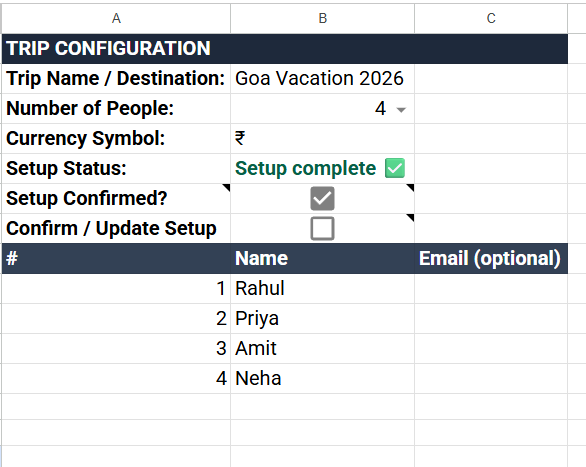 A B C
TRIP CONFIGURATION
Trip Name / Destination: Goa Vacation 2026
Number of People: 4
Currency Symbol: ₹
Setup Status: Setup complete ✅
Setup Confirmed?
Confirm / Update Setup
# Name Email (optional)
1 Rahul
2 Priya
3 Amit
4 Neha